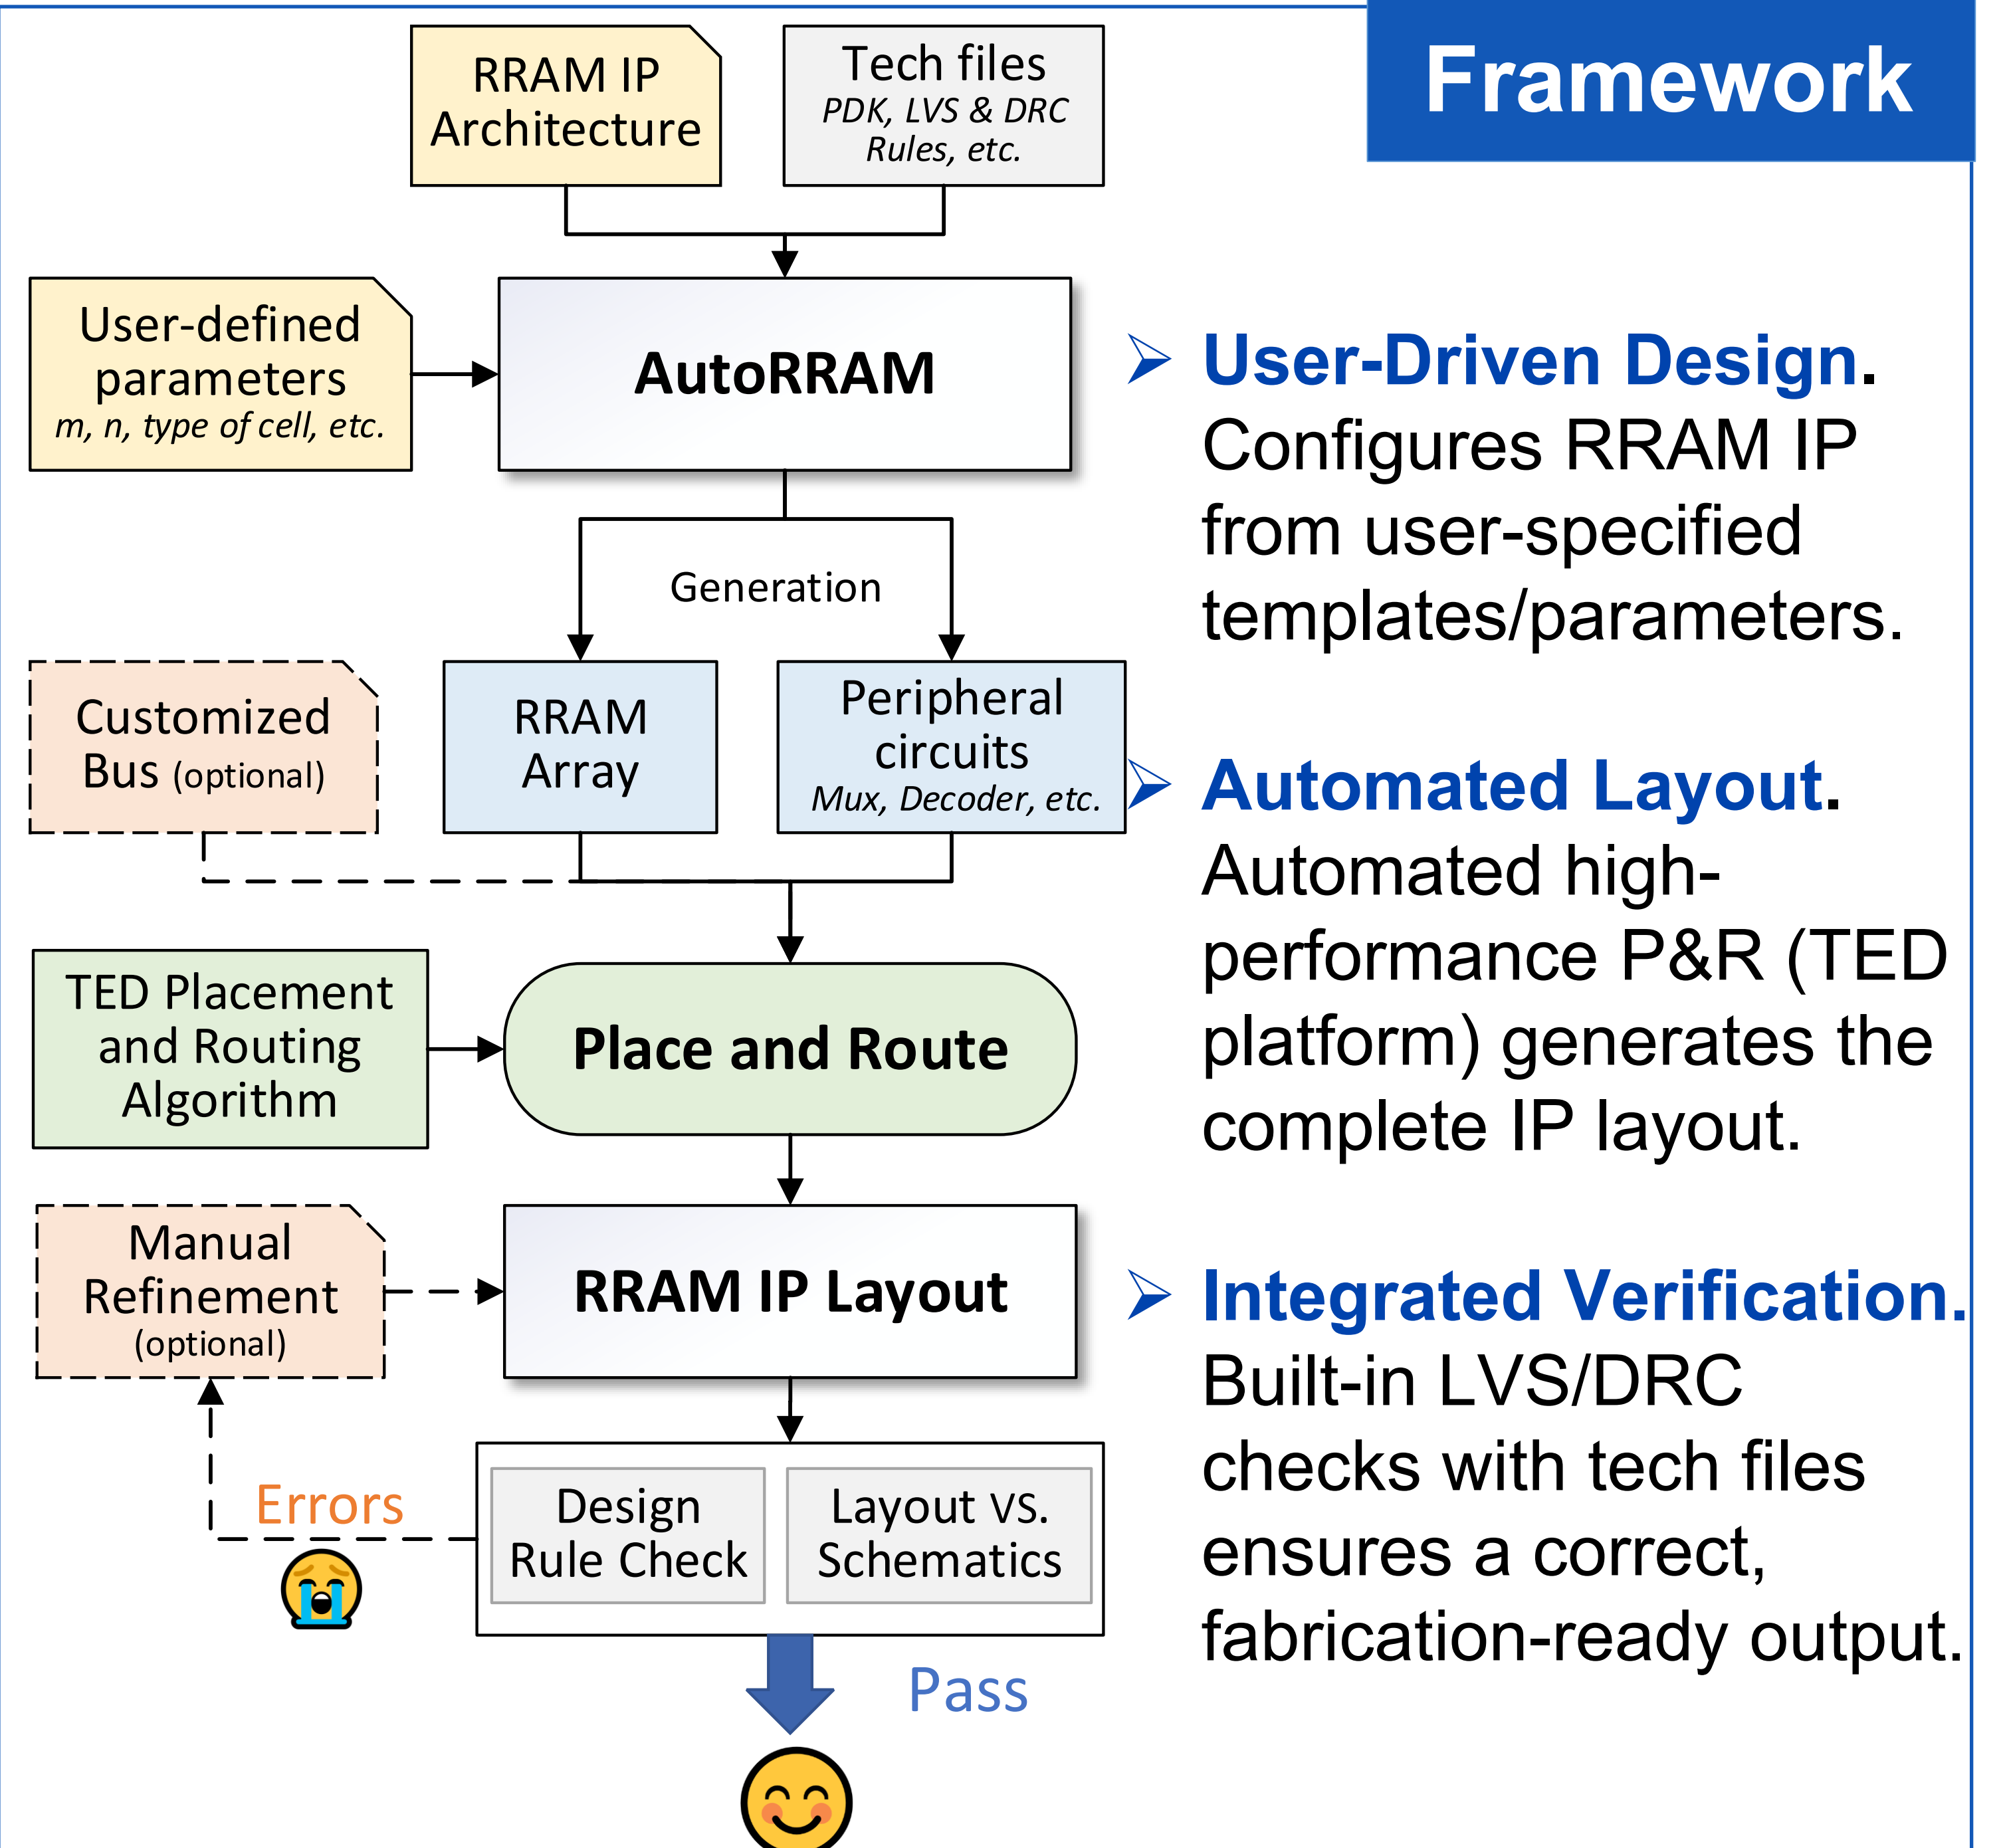 Framework
RRAM IP
Architecture
Tech files
PDK, LVS & DRC
Rules, etc.
User-defined
parameters
m, n, type of cell, etc.
AutoRRAM
Generation
Customized
Bus (optional)
RRAM
Array
Peripheral
circuits
Mux, Decoder, etc.
TED Placement
and Routing
Algorithm
Place and Route
Manual
Refinement
(optional)
RRAM IP Layout
Errors
Design
Rule Check
Layout VS.
Schematics
Pass
User-Driven Design.
Configures RRAM IP
from user-specified
templates/parameters.
Automated Layout.
Automated high-
performance P&R (TED
platform) generates the
complete IP layout.
Integrated Verification.
Built-in LVS/DRC
checks with tech files
ensures a correct,
fabrication-ready output.